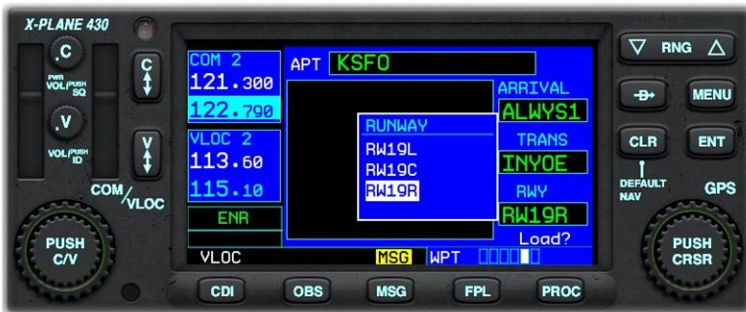 X-PLANE 430
C
PWR
VOL/PUSH SQ
V
VOL/PUSH ID
COM/VLOC
PUSH C/V
C
V
COM 2
121.300
122.790
VLOC 2
113.60
115.10
ENR
VLOC
MSG
WPT
APT KSFO
RUNWAY
RW19L
RW19C
RW19R
ARRIVAL
ALWYS1
TRANS
INYOE
RWY
RW19R
Load?
RNG
D
MENU
CLR
ENT
DEFAULT NAV
GPS
PUSH CRSR
CDI
OBS
MSG
FPL
PROC